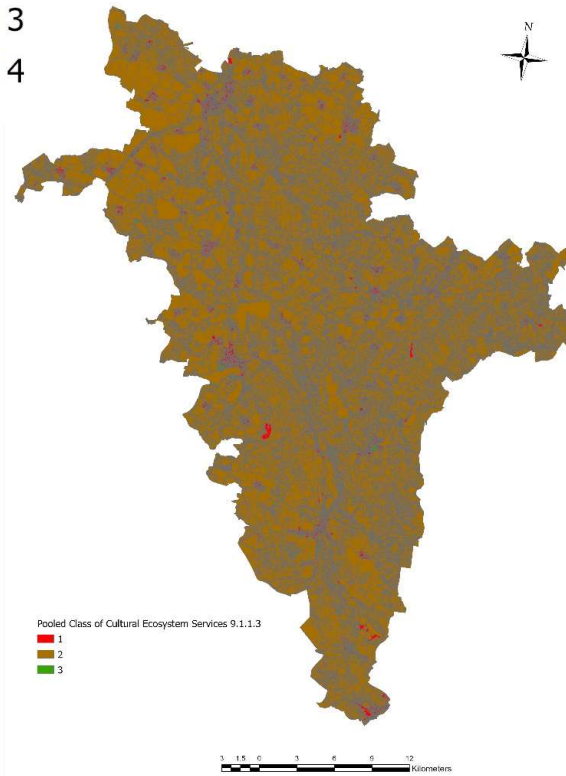 3
4
N
Pooled Class of Cultural Ecosystem Services 9.1.1.3
1
2
3
3 1.5 0 3 6 9 12
Kilometers